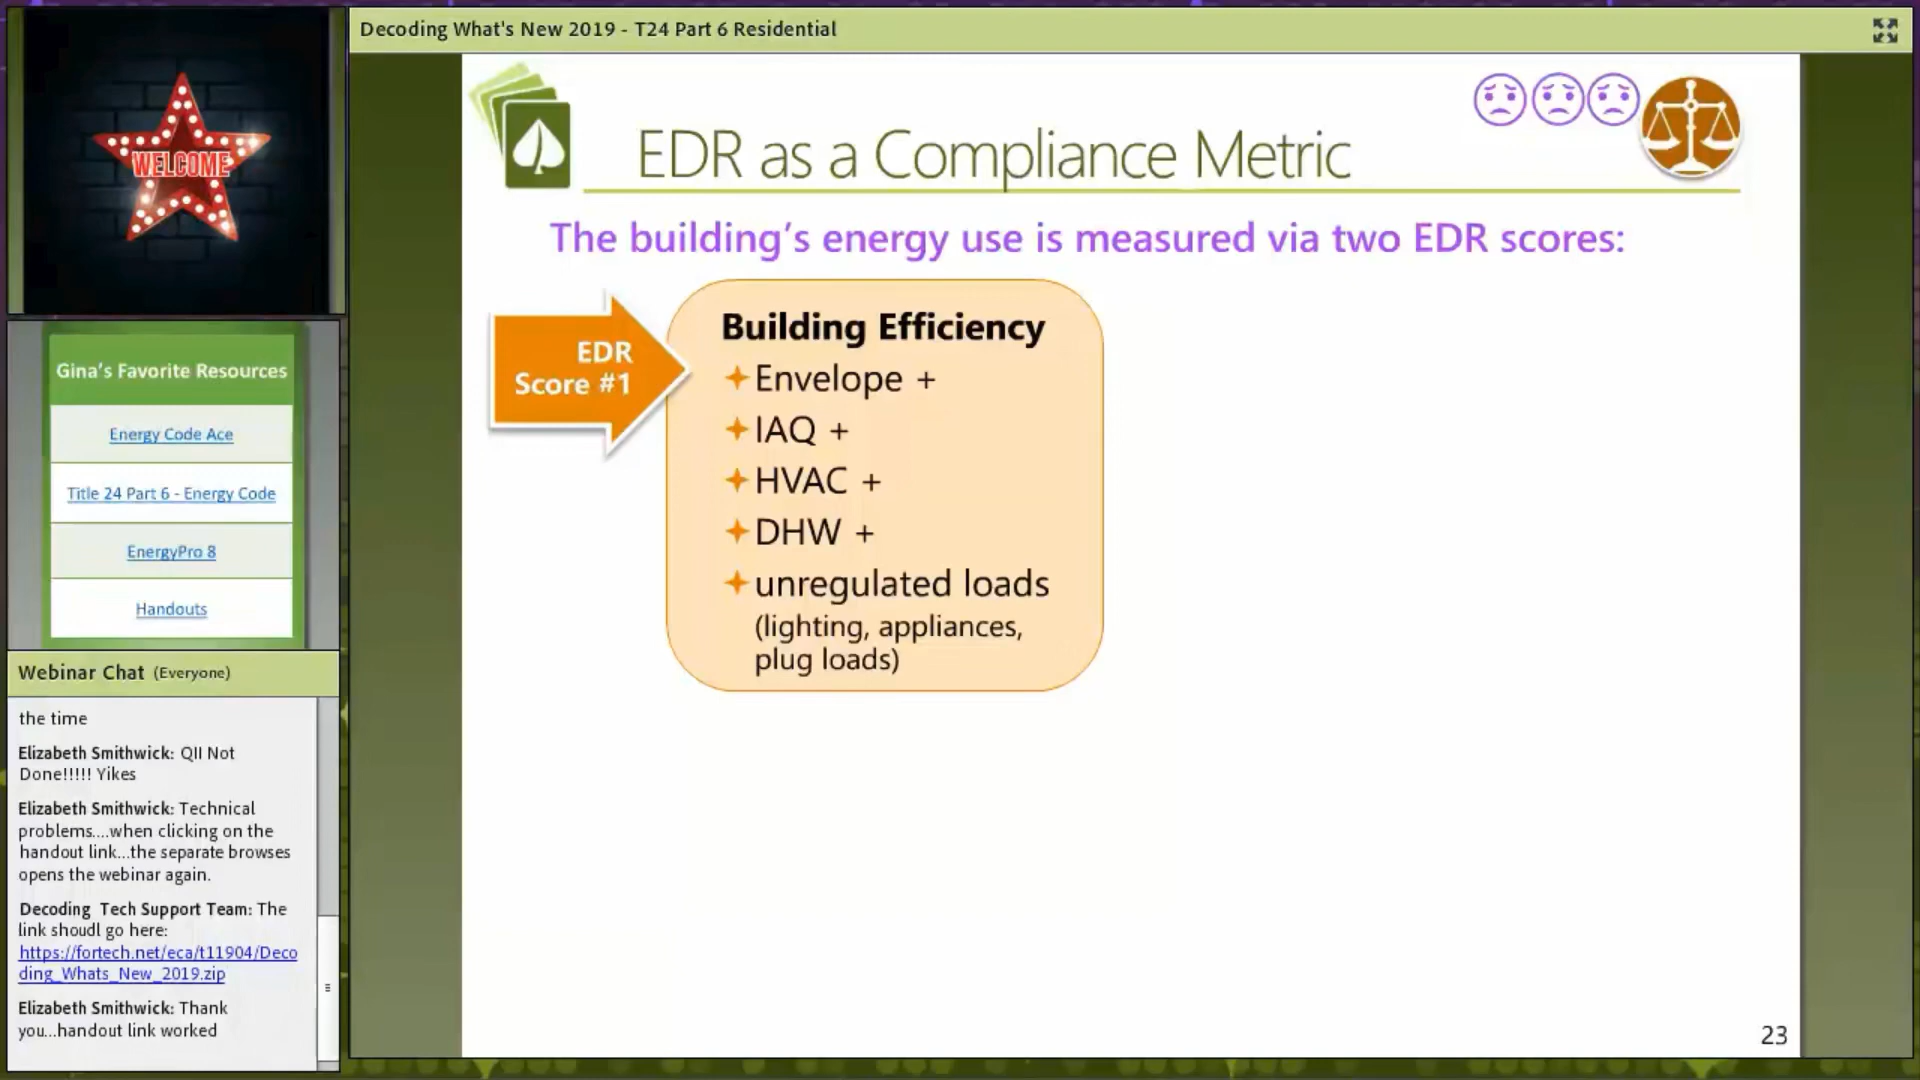 Decoding What's New 2019 - T24 Part 6 Residential
WELCOME
Gina's Favorite Resources
Energy Code Ace
Title 24 Part 6 - Energy Code
EnergyPro 8
Handouts
Webinar Chat (Everyone)
the time
Elizabeth Smithwick: QII Not
Done!!!!! Yikes
Elizabeth Smithwick: Technical
problems....when clicking on the
handout link...the separate browses
opens the webinar again.
Decoding Tech Support Team: The
link shoudl go here:
https://fortech.net/eca/t11904/Deco
ding_Whats_New_2019.zip
Elizabeth Smithwick: Thank
you...handout link worked
EDR as a Compliance Metric
The building's energy use is measured via two EDR scores:
EDR
Score #1
Building Efficiency
Envelope +
IAQ +
HVAC +
DHW +
unregulated loads
(lighting, appliances,
plug loads)
23